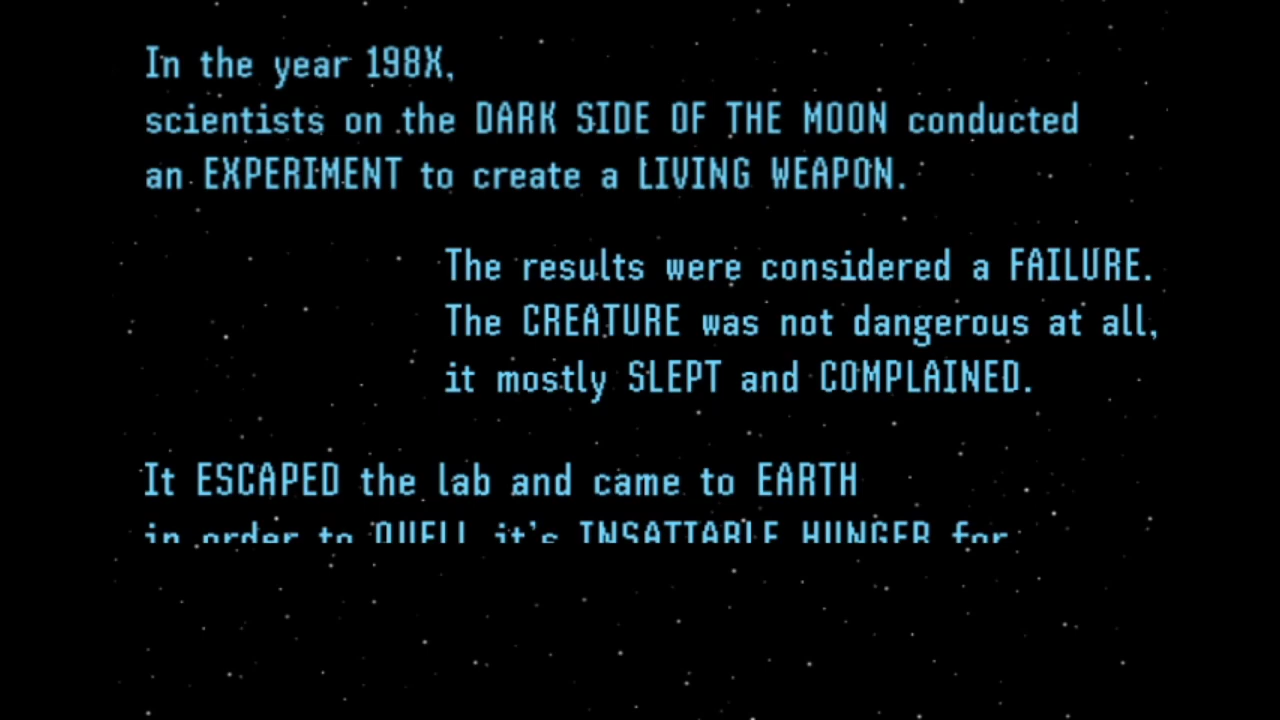 In the year 198X,
scientists on the DARK SIDE OF THE MOON conducted
an EXPERIMENT to create a LIVING WEAPON.
The results were considered a FAILURE.
The CREATURE was not dangerous at all,
it mostly SLEPT and COMPLAINED.
It ESCAPED the lab and came to EARTH
in order to QUELL it's INSATIABLE HUNGER for